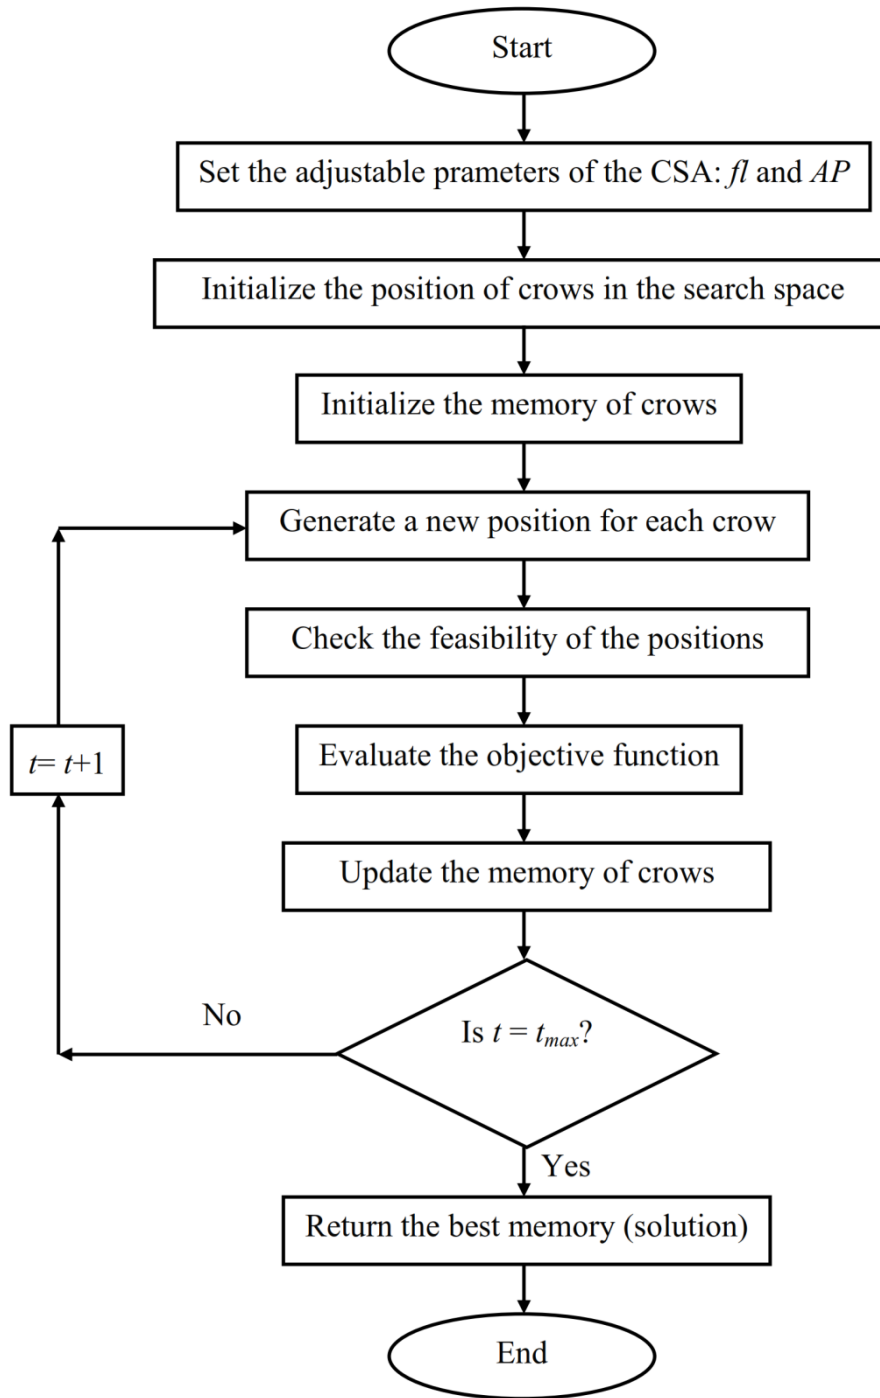 Start
Set the adjustable prameters of the CSA: fl and AP
Initialize the position of crows in the search space
Initialize the memory of crows
Generate a new position for each crow
Check the feasibility of the positions
Evaluate the objective function
t= t+1
Update the memory of crows
Is t = tmax?
No
Yes
Return the best memory (solution)
End